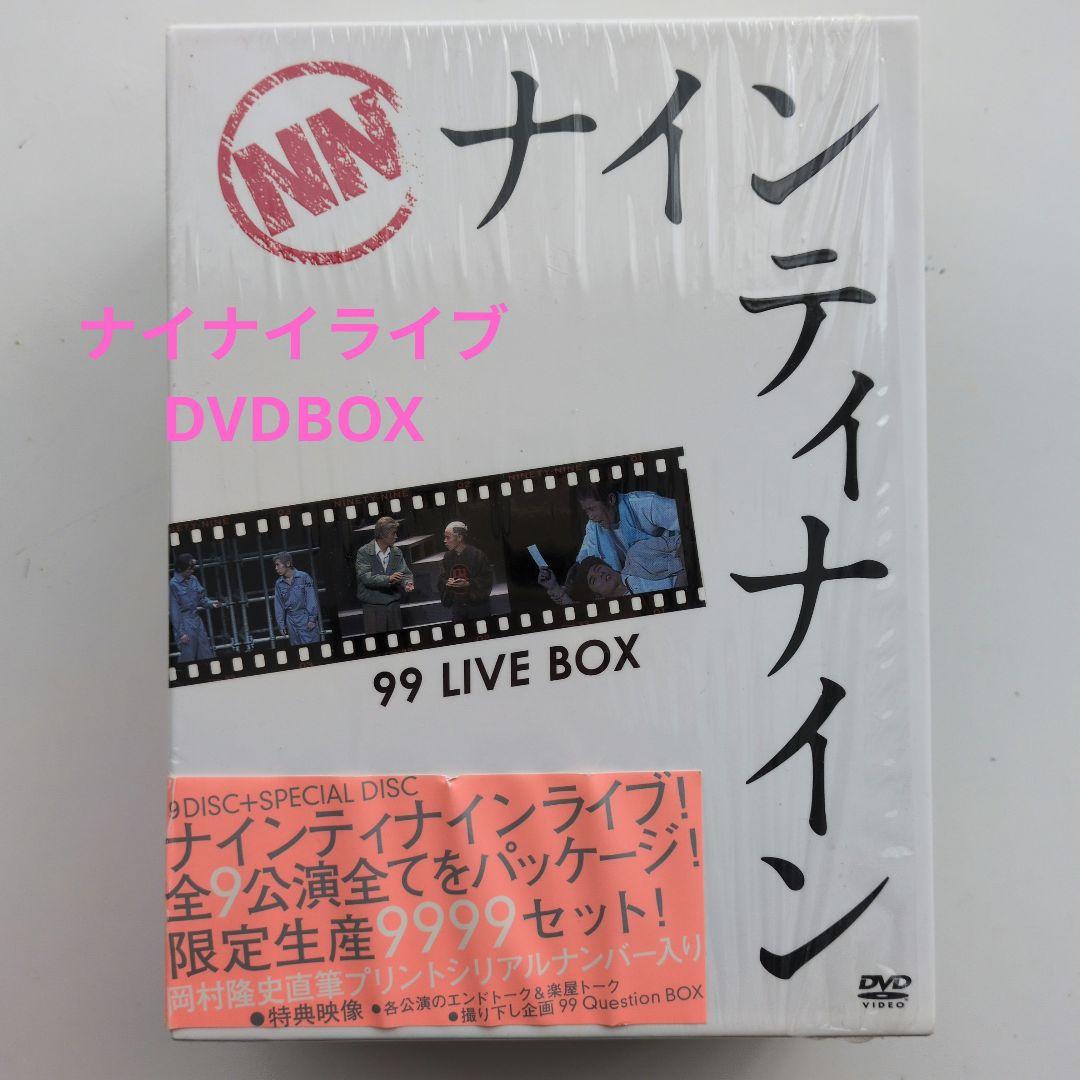 NN
ナインティナイン
ナイナイライブ
DVDBOX
NINETY-NINE
NINETY-NINE
99 LIVE BOX
9DISC+SPECIAL DISC
ナインティナインライブ!
全9公演全てをパッケージ!
限定生産9999セット!
岡村隆史直筆プリントシリアルナンバー入り
●特典映像 ●各公演のエンドトーク&楽屋トーク
●撮り下し企画 99 Question BOX
DVD
VIDEO